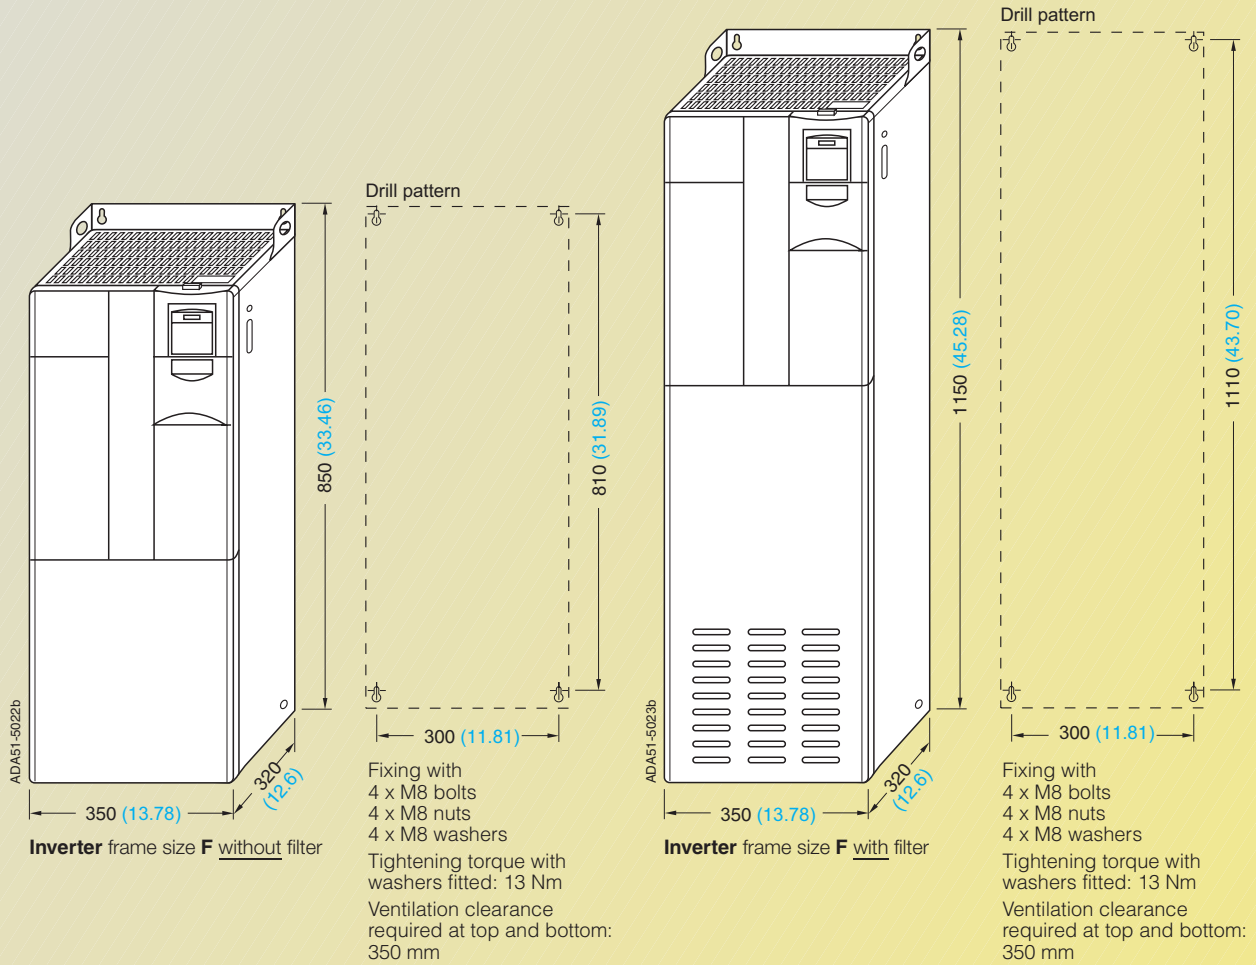 Drill pattern
850 (33.46)
810 (31.89)
300 (11.81)
ADA51-5022b
350 (13.78)
320
(12.6)
Inverter frame size F without filter
Fixing with
4 x M8 bolts
4 x M8 nuts
4 x M8 washers
Tightening torque with
washers fitted: 13 Nm
Ventilation clearance
required at top and bottom:
350 mm
Drill pattern
1150 (45.28)
1110 (43.70)
300 (11.81)
ADA51-5023b
350 (13.78)
320
(12.6)
Inverter frame size F with filter
Fixing with
4 x M8 bolts
4 x M8 nuts
4 x M8 washers
Tightening torque with
washers fitted: 13 Nm
Ventilation clearance
required at top and bottom:
350 mm